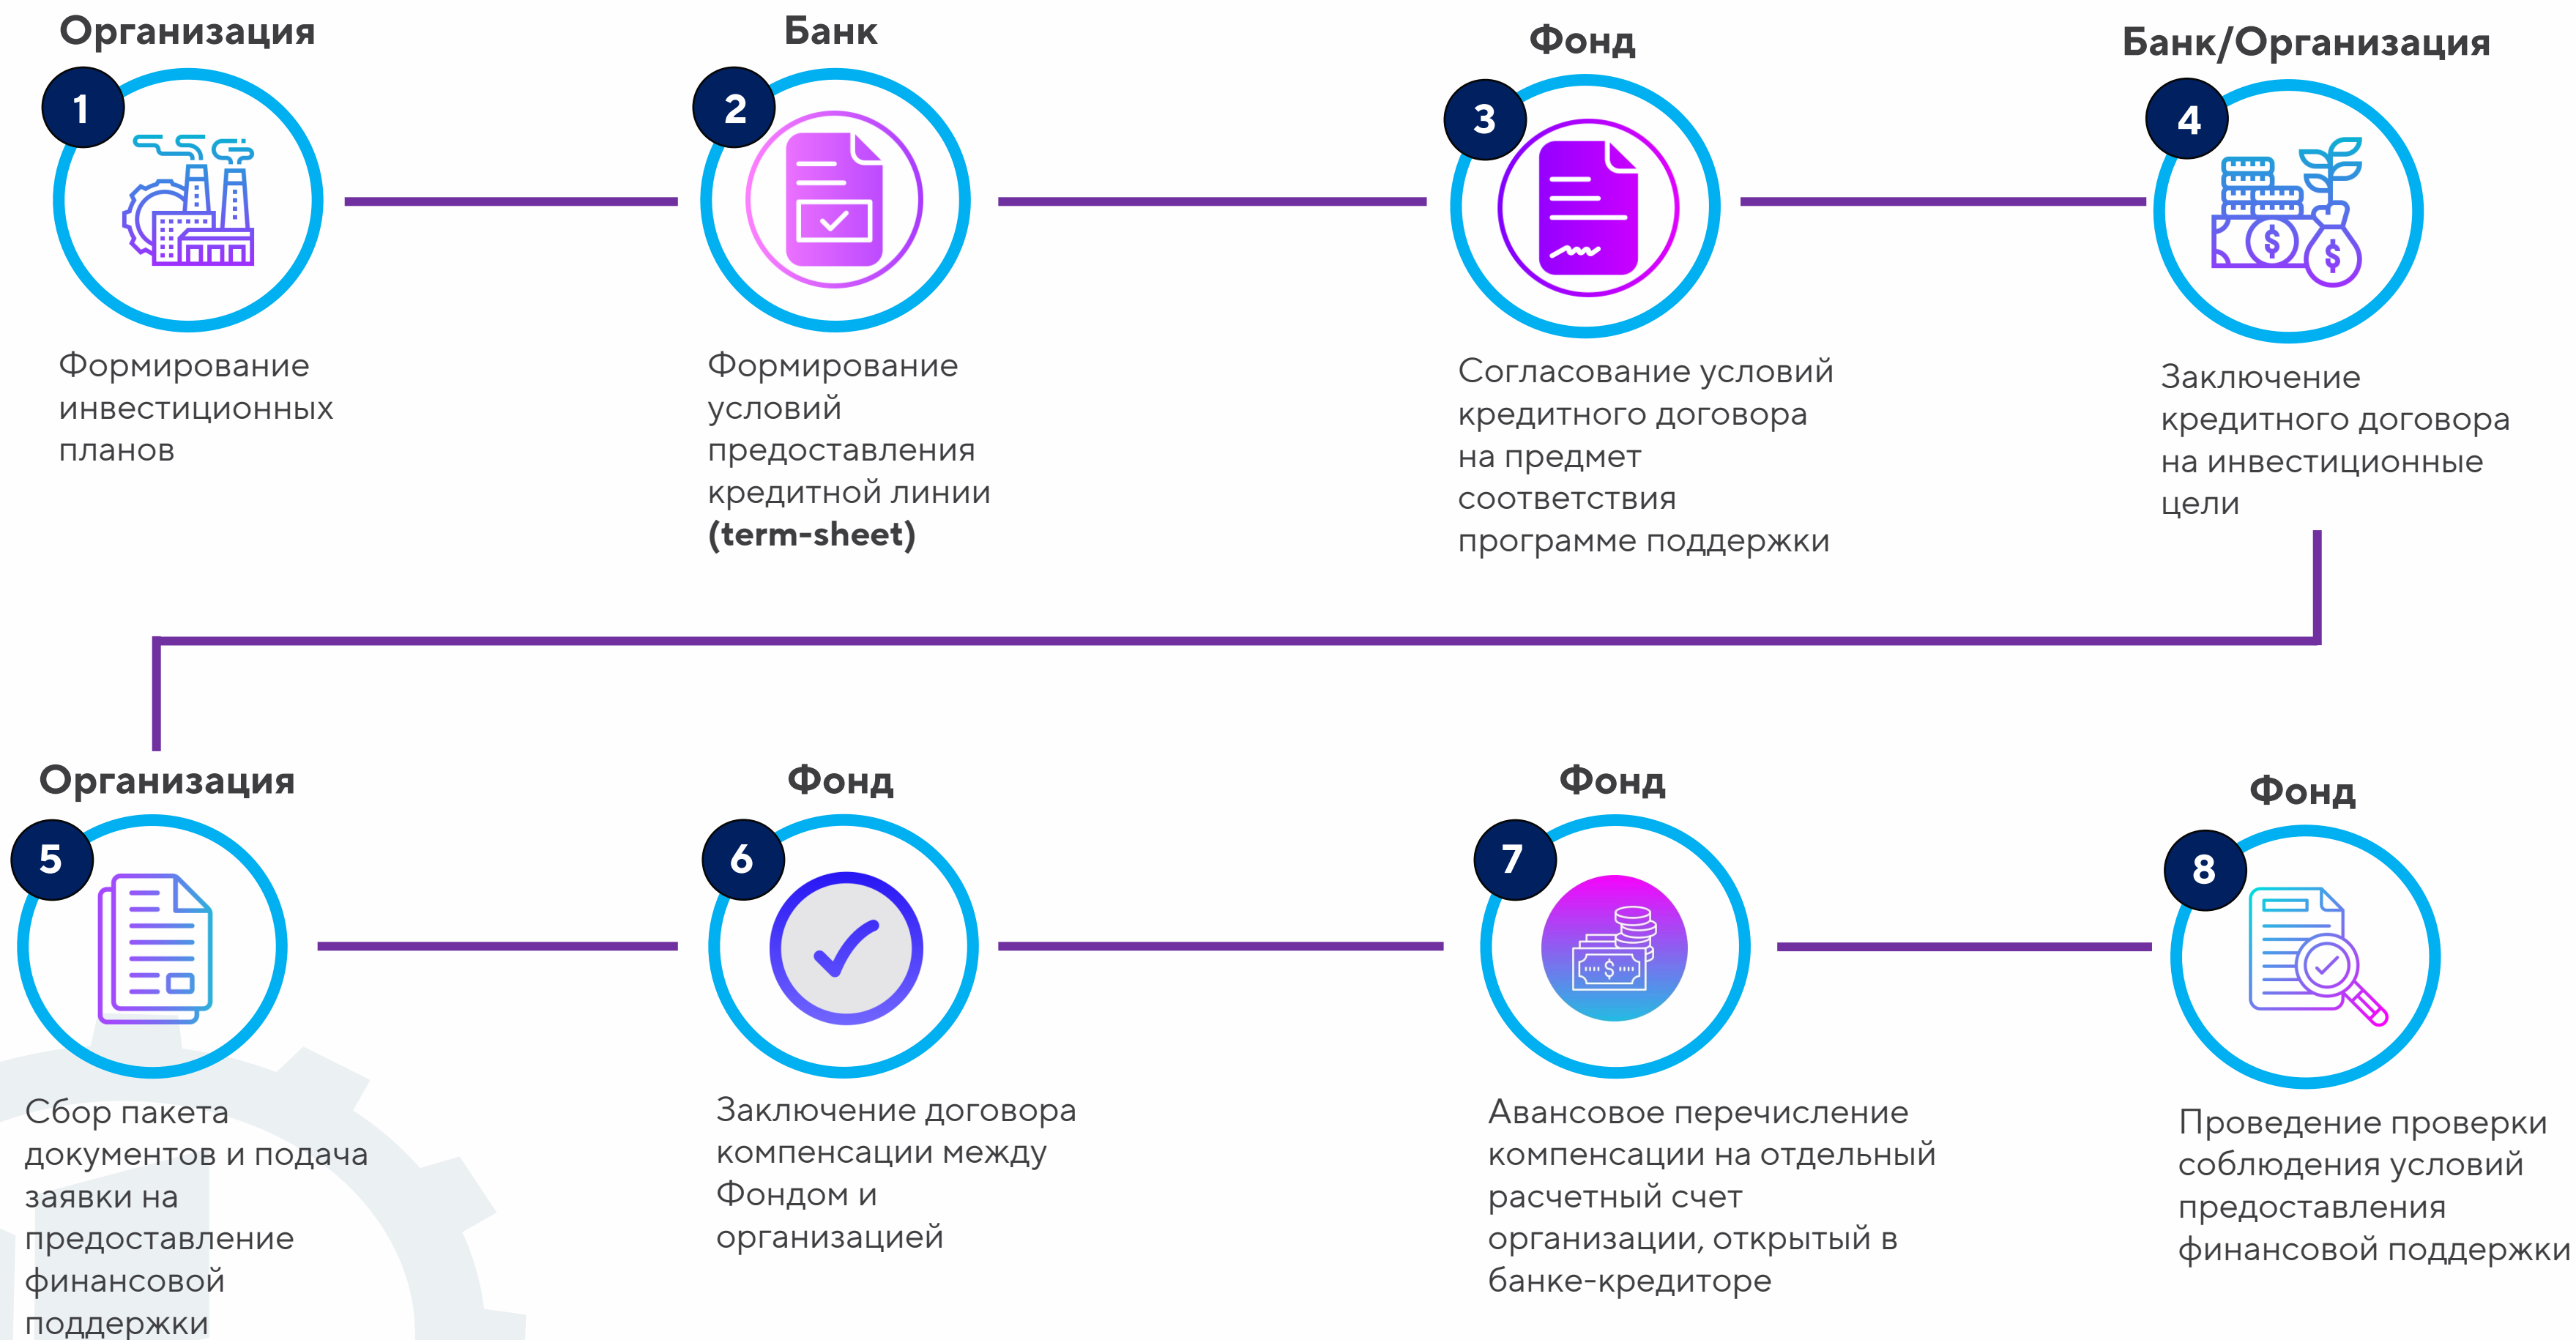 Организация
1
Формирование
инвестиционных
планов
Банк
2
Формирование
условий
предоставления
кредитной линии
(term-sheet)
Фонд
3
Согласование условий
кредитного договора
на предмет
соответствия
программе поддержки
Банк/Организация
4
Заключение
кредитного договора
на инвестиционные
цели
Организация
5
Сбор пакета
документов и подача
заявки на
предоставление
финансовой
поддержки
Фонд
6
Заключение договора
компенсации между
Фондом и
организацией
Фонд
7
Авансовое перечисление
компенсации на отдельный
расчетный счет
организации, открытый в
банке-кредиторе
Фонд
8
Проведение проверки
соблюдения условий
предоставления
финансовой поддержки